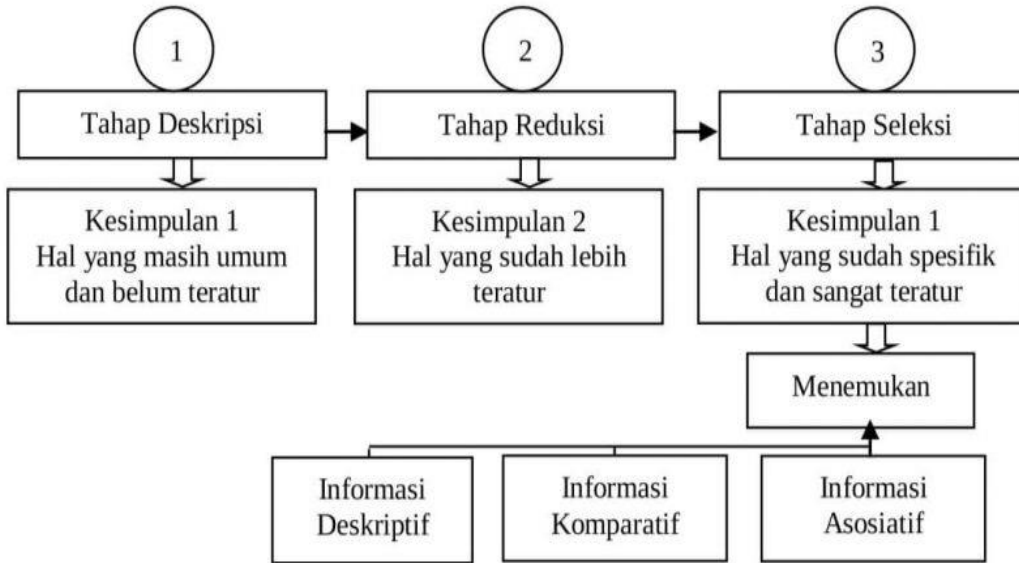 1
2
3
Tahap Deskripsi
Tahap Reduksi
Tahap Seleksi
Kesimpulan 1
Hal yang masih umum
dan belum teratur
Kesimpulan 2
Hal yang sudah lebih
teratur
Kesimpulan 1
Hal yang sudah spesifik
dan sangat teratur
Menemukan
Informasi
Deskriptif
Informasi
Komparatif
Informasi
Asosiatif